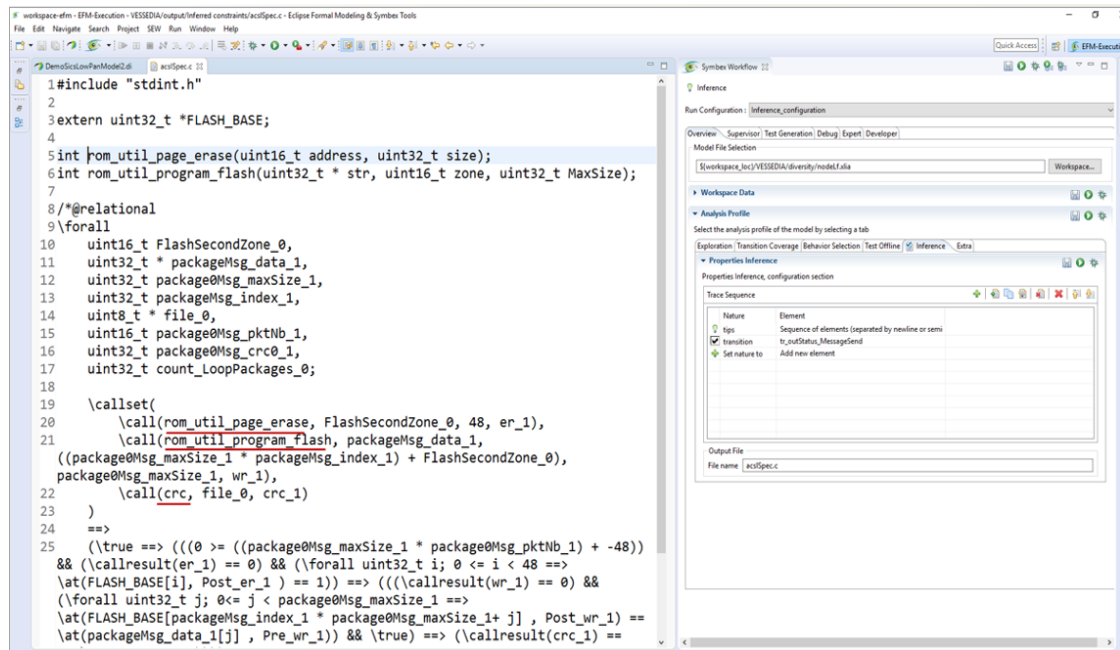 workspace-efm - EFM-Execution - VESSEDIA/output/Inferred constraints/acslSpec.c - Eclipse Formal Modeling & Symbex Tools
File Edit Navigate Search Project SEW Run Window Help
Quick Access
EFM-Executi
DemoSicsLowPanModel2.di
acslSpec.c
1 #include "stdint.h"
2
3 extern uint32_t *FLASH_BASE;
4
5 int rom_util_page_erase(uint16_t address, uint32_t size);
6 int rom_util_program_flash(uint32_t * str, uint16_t zone, uint32_t MaxSize);
7
8 /*@relational
9 \forall
10 uint16_t FlashSecondZone_0,
11 uint32_t * packageMsg_data_1,
12 uint32_t package0Msg_maxSize_1,
13 uint32_t packageMsg_index_1,
14 uint8_t * file_0,
15 uint16_t package0Msg_pktNb_1,
16 uint32_t package0Msg_crc0_1,
17 uint32_t count_LoopPackages_0;
18
19 \callset(
20 \call(rom_util_page_erase, FlashSecondZone_0, 48, er_1),
21 \call(rom_util_program_flash, packageMsg_data_1,
((package0Msg_maxSize_1 * packageMsg_index_1) + FlashSecondZone_0),
package0Msg_maxSize_1, wr_1),
22 \call(crc, file_0, crc_1)
23 )
24 ==>
25 (\true ==> (((0 >= ((package0Msg_maxSize_1 * package0Msg_pktNb_1) + -48))
&& (\callresult(er_1) == 0) && (\forall uint32_t i; 0 <= i < 48 ==>
\at(FLASH_BASE[i], Post_er_1 ) == 1)) ==> (((\callresult(wr_1) == 0) &&
(\forall uint32_t j; 0<= j < package0Msg_maxSize_1 ==>
\at(FLASH_BASE[packageMsg_index_1 * package0Msg_maxSize_1+ j] , Post_wr_1) ==
\at(packageMsg_data_1[j] , Pre_wr_1)) && \true) ==> (\callresult(crc_1) ==
Symbex Workflow
Inference
Run Configuration : Inference_configuration
Overview Supervisor Test Generation Debug Expert Developer
Model File Selection
${workspace_loc}/VESSEDIA/diversity/nodeLf.xlia
Workspace...
Workspace Data
Analysis Profile
Select the analysis profile of the model by selecting a tab
Exploration Transition Coverage Behavior Selection Test Offline Inference Extra
Properties Inference
Properties Inference, configuration section
Trace Sequence
Nature Element
tips Sequence of elements (separated by newline or semi
transition tr_outStatus_MessageSend
Set nature to Add new element
Output File
File name acslSpec.c